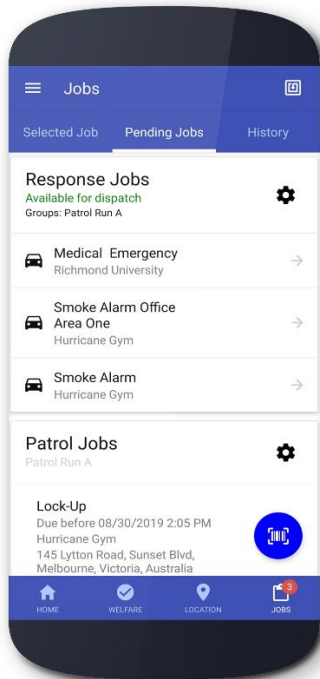 Jobs
Selected Job
Pending Jobs
History
Response Jobs
Available for dispatch
Groups: Patrol Run A
Medical Emergency
Richmond University
Smoke Alarm Office
Area One
Hurricane Gym
Smoke Alarm
Hurricane Gym
Patrol Jobs
Patrol Run A
Lock-Up
Due before 08/30/2019 2:05 PM
Hurricane Gym
145 Lytton Road, Sunset Blvd,
Melbourne, Victoria, Australia
3
HOME
WELFARE
LOCATION
JOBS